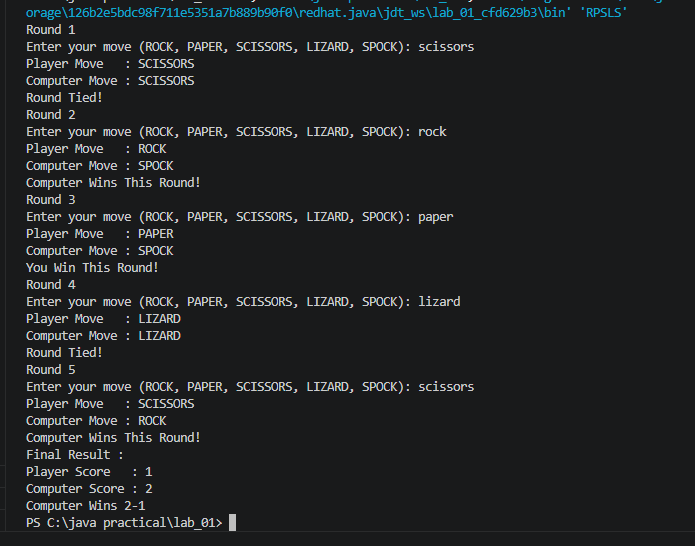 orage\126b2e5bdc98f711e5351a7b889b90f0\redhat.java\jdt_ws\lab_01_cfd629b3\bin' 'RPSLS'
Round 1
Enter your move (ROCK, PAPER, SCISSORS, LIZARD, SPOCK): scissors
Player Move   : SCISSORS
Computer Move : SCISSORS
Round Tied!
Round 2
Enter your move (ROCK, PAPER, SCISSORS, LIZARD, SPOCK): rock
Player Move   : ROCK
Computer Move : SPOCK
Computer Wins This Round!
Round 3
Enter your move (ROCK, PAPER, SCISSORS, LIZARD, SPOCK): paper
Player Move   : PAPER
Computer Move : SPOCK
You Win This Round!
Round 4
Enter your move (ROCK, PAPER, SCISSORS, LIZARD, SPOCK): lizard
Player Move   : LIZARD
Computer Move : LIZARD
Round Tied!
Round 5
Enter your move (ROCK, PAPER, SCISSORS, LIZARD, SPOCK): scissors
Player Move   : SCISSORS
Computer Move : ROCK
Computer Wins This Round!
Final Result :
Player Score   : 1
Computer Score : 2
Computer Wins 2-1
PS C:\java practical\lab_01>